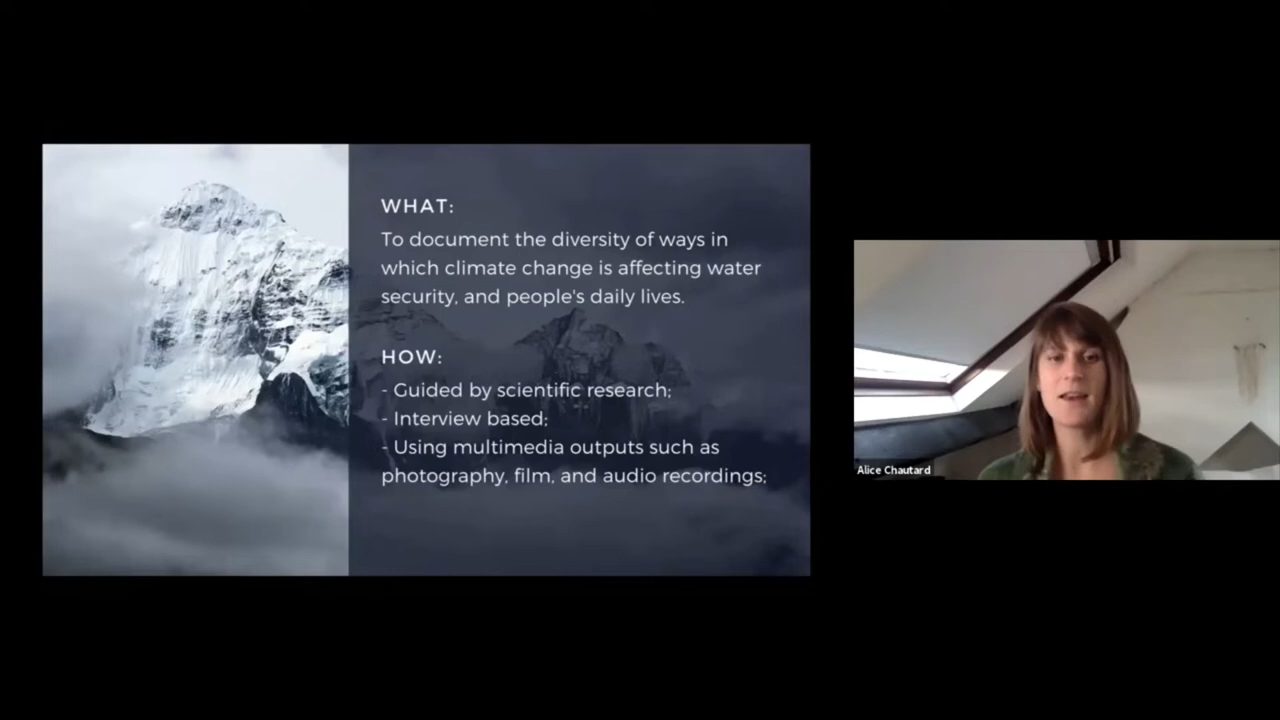 WHAT:
To document the diversity of ways in
which climate change is affecting water
security, and people's daily lives.
HOW:
- Guided by scientific research;
- Interview based;
- Using multimedia outputs such as
photography, film, and audio recordings;
Alice Chautard